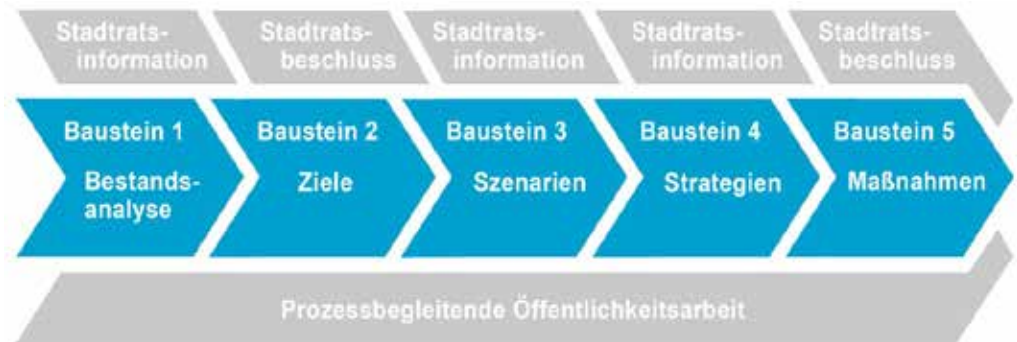 Stadtrats-
information
Stadtrats-
beschluss
Stadtrats-
information
Stadtrats-
information
Stadtrats-
beschluss
Baustein 1
Bestands-
analyse
Baustein 2
Ziele
Baustein 3
Szenarien
Baustein 4
Strategien
Baustein 5
Maßnahmen
Prozessbegleitende Öffentlichkeitsarbeit